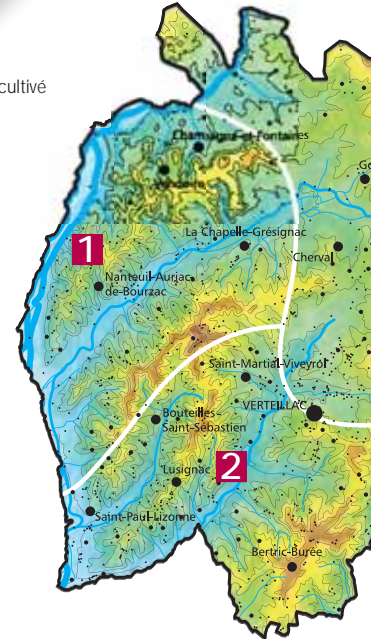 cultivé
Champagne-et-Fontaines
La Chapelle-Grésignac
Cherval
1
Nanteuil-Auriac-
de-Bourzac
Saint-Martial-Viveyrol
VERTEILLAC
Bouteilles-
Saint-Sébastien
2
Lusignac
Saint-Paul-Lizonne
Bertric-Burée